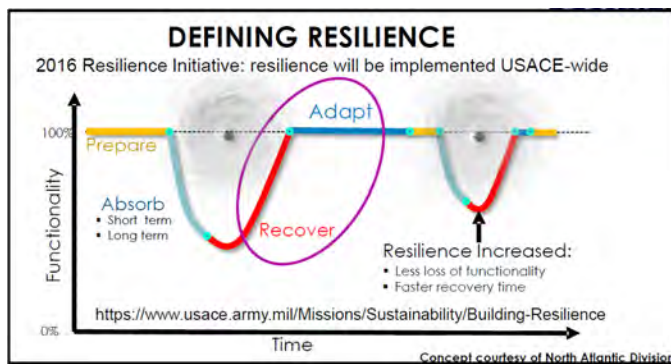 DEFINING RESILIENCE
2016 Resilience Initiative: resilience will be implemented USACE-wide
Functionality
100%
Prepare
Adapt
Absorb
▪ Short term
▪ Long term
Recover
Resilience Increased:
▪ Less loss of functionality
▪ Faster recovery time
https://www.usace.army.mil/Missions/Sustainability/Building-Resilience
0%
Time
Concept courtesy of North Atlantic Division